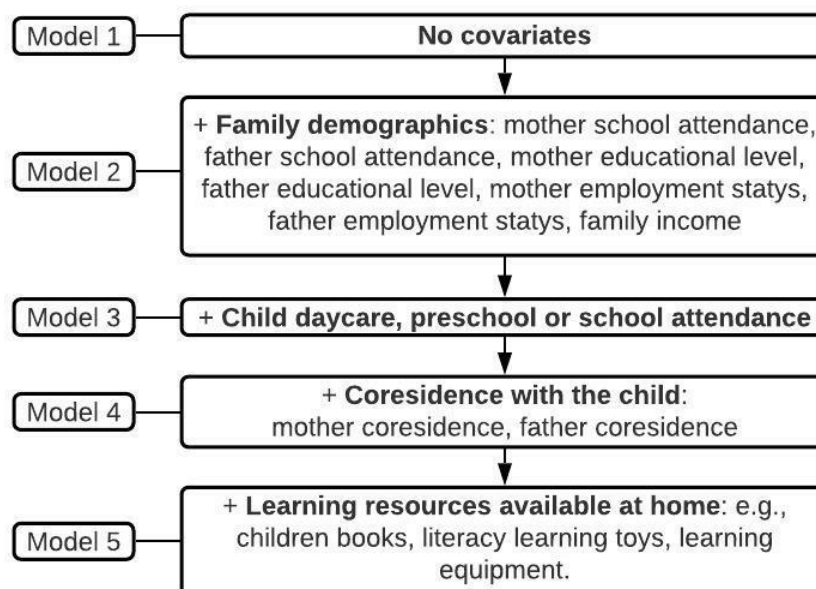 Model 1
No covariates
Model 2
+ Family demographics: mother school attendance,
father school attendance, mother educational level,
father educational level, mother employment statys,
father employment statys, family income
Model 3
+ Child daycare, preschool or school attendance
Model 4
+ Coresidence with the child:
mother coresidence, father coresidence
Model 5
+ Learning resources available at home: e.g.,
children books, literacy learning toys, learning
equipment.